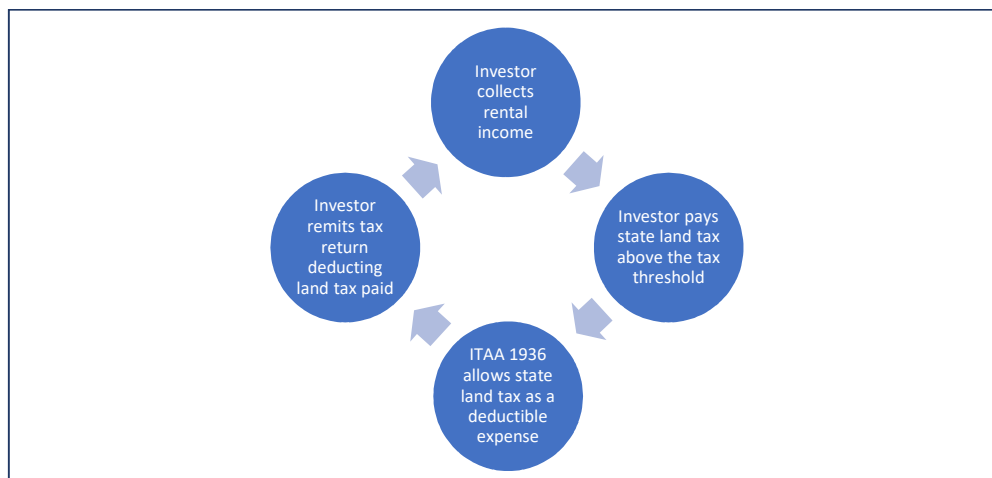 Investor
collects
rental
income
Investor pays
state land tax
above the tax
threshold
ITAA 1936
allows state
land tax as a
deductible
expense
Investor
remits tax
return
deducting
land tax paid